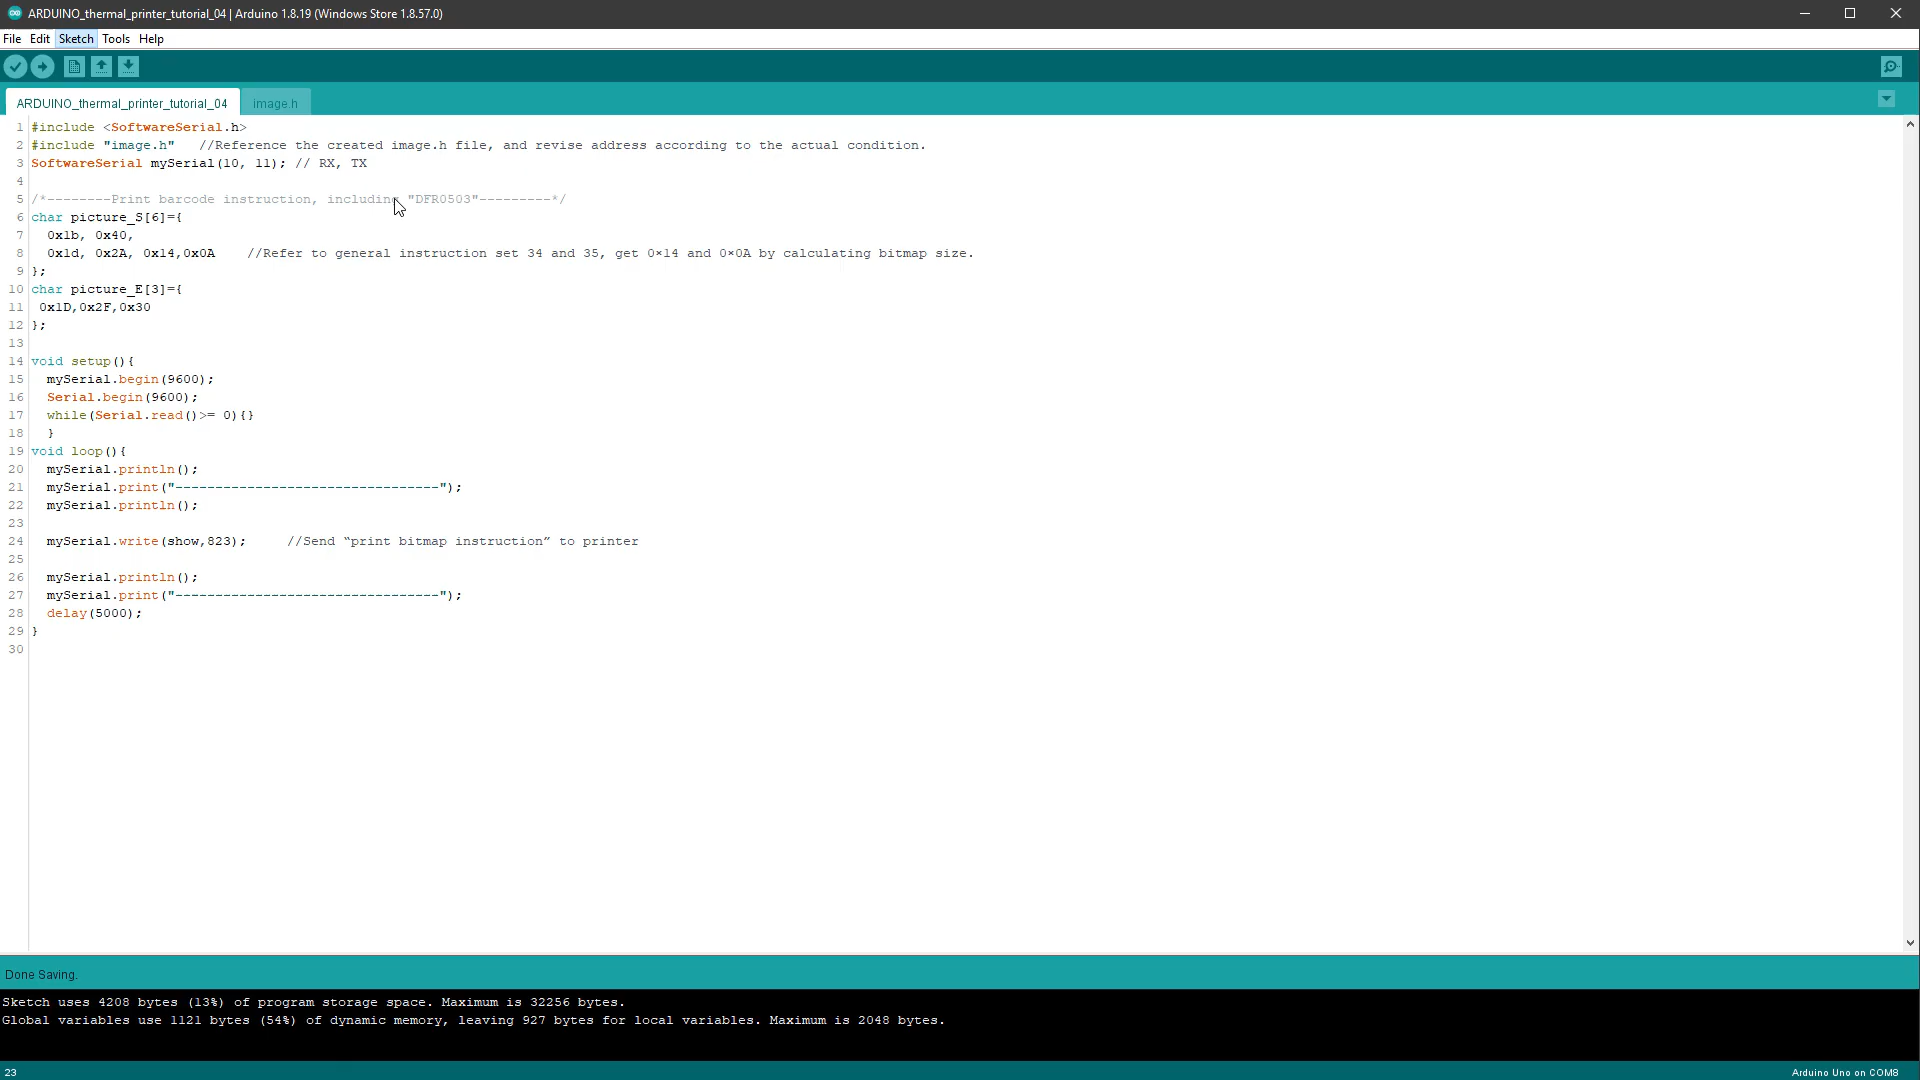 ARDUINO_thermal_printer_tutorial_04 | Arduino 1.8.19 (Windows Store 1.8.57.0)
File Edit Sketch Tools Help
ARDUINO_thermal_printer_tutorial_04 image.h
1 #include <SoftwareSerial.h>
2 #include "image.h"   //Reference the created image.h file, and revise address according to the actual condition.
3 SoftwareSerial mySerial(10, 11); // RX, TX
4
5 /*--------Print barcode instruction, including "DFR0503"---------*/
6 char picture_S[6]={
7   0x1b, 0x40,
8   0x1d, 0x2A, 0x14,0x0A    //Refer to general instruction set 34 and 35, get 0×14 and 0×0A by calculating bitmap size.
9 };
10 char picture_E[3]={
11  0x1D,0x2F,0x30
12 };
13
14 void setup(){
15   mySerial.begin(9600);
16   Serial.begin(9600);
17   while(Serial.read()>= 0){}
18   }
19 void loop(){
20   mySerial.println();
21   mySerial.print("---------------------------------");
22   mySerial.println();
23
24   mySerial.write(show,823);     //Send “print bitmap instruction” to printer
25
26   mySerial.println();
27   mySerial.print("---------------------------------");
28   delay(5000);
29 }
30
Done Saving.
Sketch uses 4208 bytes (13%) of program storage space. Maximum is 32256 bytes.
Global variables use 1121 bytes (54%) of dynamic memory, leaving 927 bytes for local variables. Maximum is 2048 bytes.
23 Arduino Uno on COM8